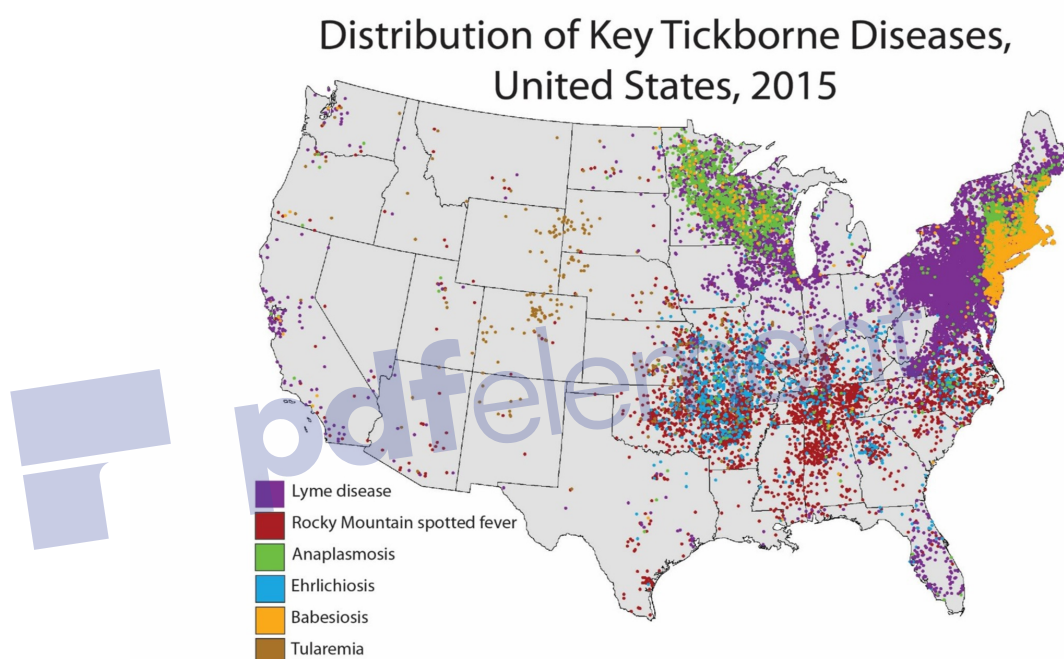 Distribution of Key Tickborne Diseases,
United States, 2015
pdfelement
Lyme disease
Rocky Mountain spotted fever
Anaplasmosis
Ehrlichiosis
Babesiosis
Tularemia